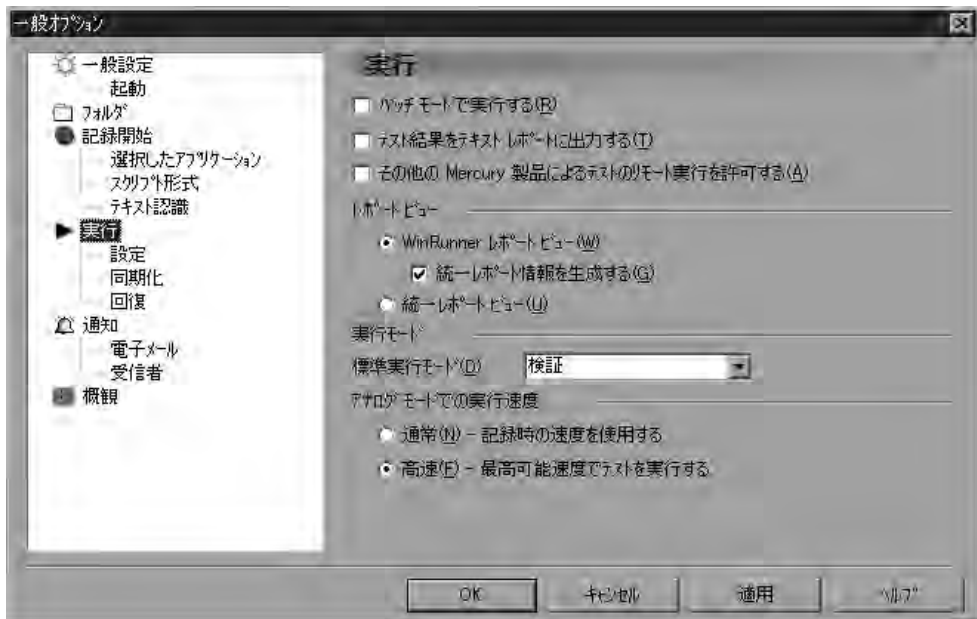 一般オプション
一般設定
起動
フォルダ
記録開始
選択したアプリケーション
スクリプト形式
テキスト認識
実行
設定
同期化
回復
通知
電子メール
受信者
概観
実行
バッチ モードで実行する(R)
テスト結果をテキスト レポートに出力する(T)
その他の Mercury 製品によるテストのリモート実行を許可する(A)
レポート ビュー
WinRunner レポート ビュー(W)
統一レポート情報を生成する(G)
統一レポート ビュー(U)
実行モード
標準実行モード(D) 検証
アナログ モードでの実行速度
通常(N) - 記録時の速度を使用する
高速(F) - 最高可能速度でテストを実行する
OK キャンセル 適用 ヘルプ